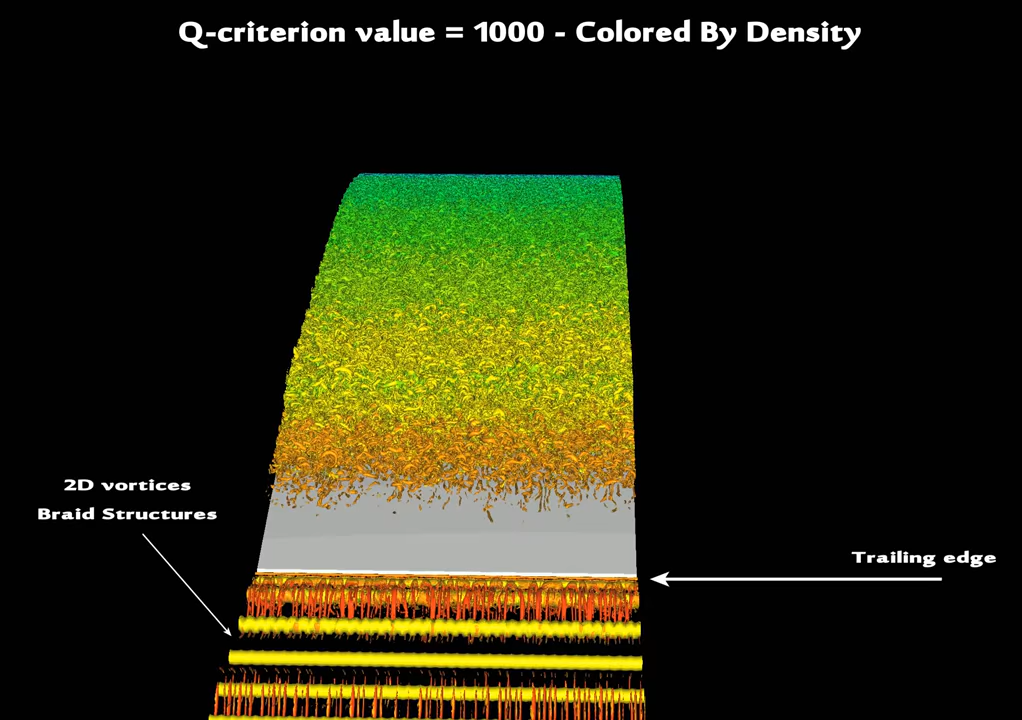 Q-criterion value = 1000 - Colored By Density
2D vortices
Braid Structures
Trailing edge